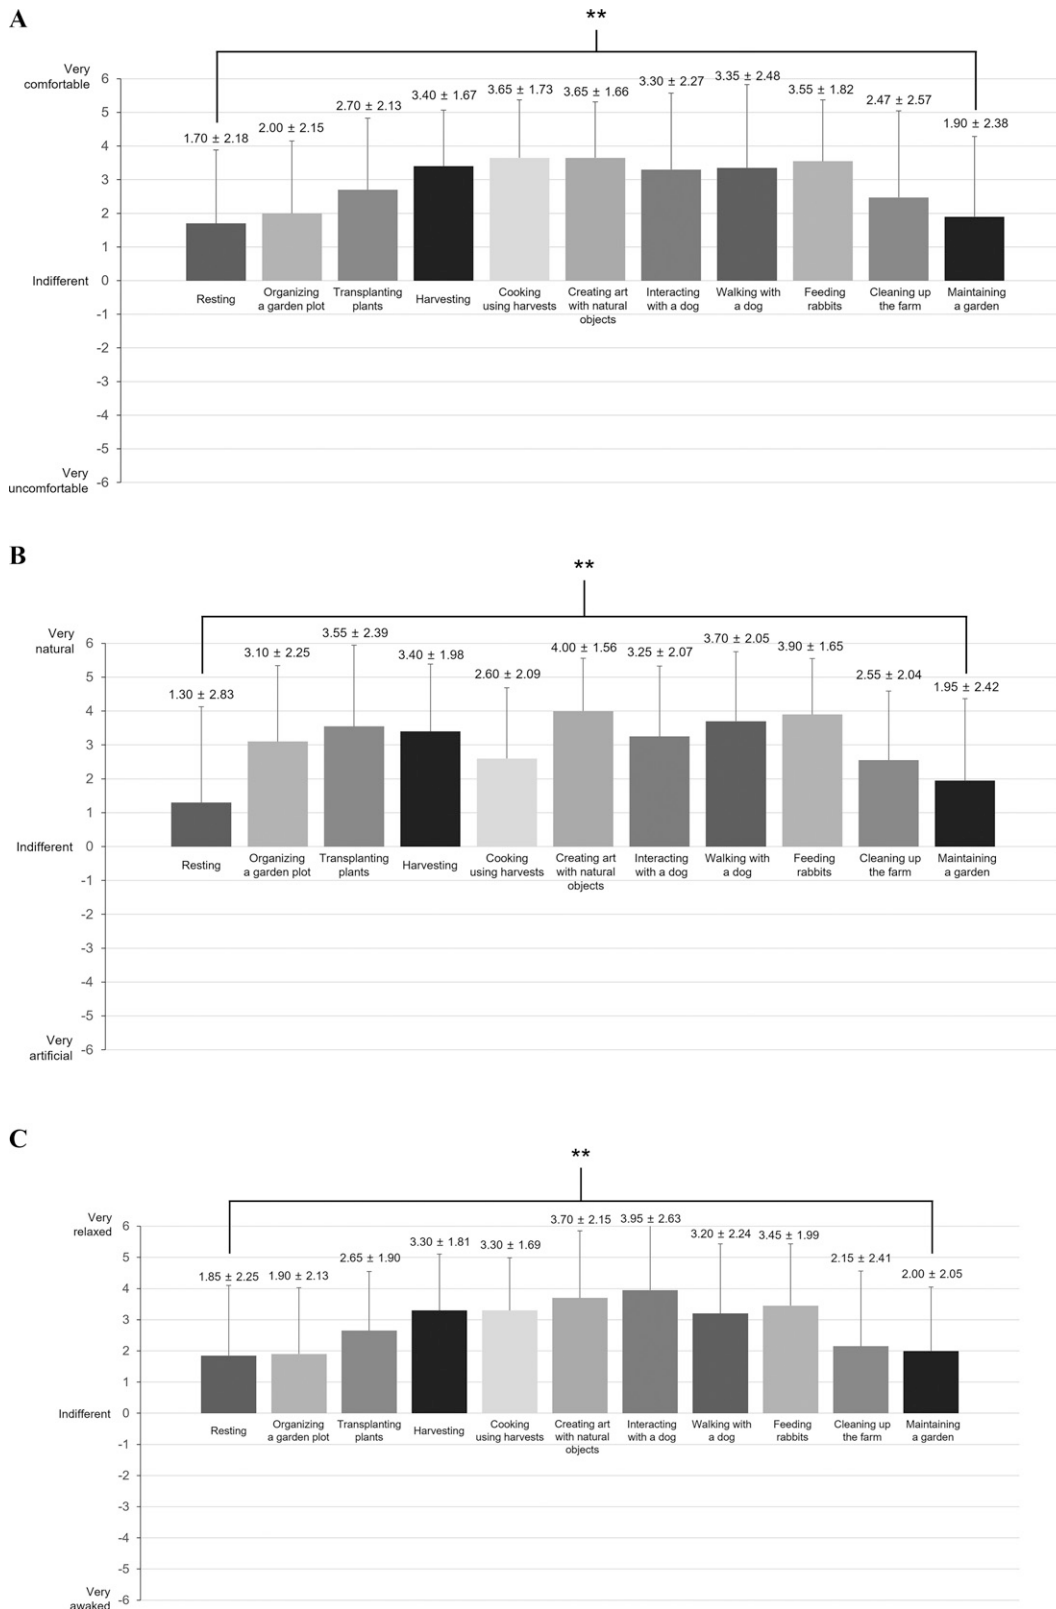 A
**
Very
comfortable
6
5
4
3
2
1
Indifferent 0
-1
-2
-3
-4
-5
Very
uncomfortable
-6
1.70 ± 2.18
2.00 ± 2.15
2.70 ± 2.13
3.40 ± 1.67
3.65 ± 1.73
3.65 ± 1.66
3.30 ± 2.27
3.35 ± 2.48
3.55 ± 1.82
2.47 ± 2.57
1.90 ± 2.38
Resting
Organizing
a garden plot
Transplanting
plants
Harvesting
Cooking
using harvests
Creating art
with natural
objects
Interacting
with a dog
Walking with
a dog
Feeding
rabbits
Cleaning up
the farm
Maintaining
a garden
B
**
Very
natural
6
5
4
3
2
1
Indifferent 0
-1
-2
-3
-4
-5
Very
artificial
-6
1.30 ± 2.83
3.10 ± 2.25
3.55 ± 2.39
3.40 ± 1.98
2.60 ± 2.09
4.00 ± 1.56
3.25 ± 2.07
3.70 ± 2.05
3.90 ± 1.65
2.55 ± 2.04
1.95 ± 2.42
Resting
Organizing
a garden plot
Transplanting
plants
Harvesting
Cooking
using harvests
Creating art
with natural
objects
Interacting
with a dog
Walking with
a dog
Feeding
rabbits
Cleaning up
the farm
Maintaining
a garden
C
**
Very
relaxed
6
5
4
3
2
1
Indifferent 0
-1
-2
-3
-4
-5
Very
awaked
-6
1.85 ± 2.25
1.90 ± 2.13
2.65 ± 1.90
3.30 ± 1.81
3.30 ± 1.69
3.70 ± 2.15
3.95 ± 2.63
3.20 ± 2.24
3.45 ± 1.99
2.15 ± 2.41
2.00 ± 2.05
Resting
Organizing
a garden plot
Transplanting
plants
Harvesting
Cooking
using harvests
Creating art
with natural
objects
Interacting
with a dog
Walking with
a dog
Feeding
rabbits
Cleaning up
the farm
Maintaining
a garden